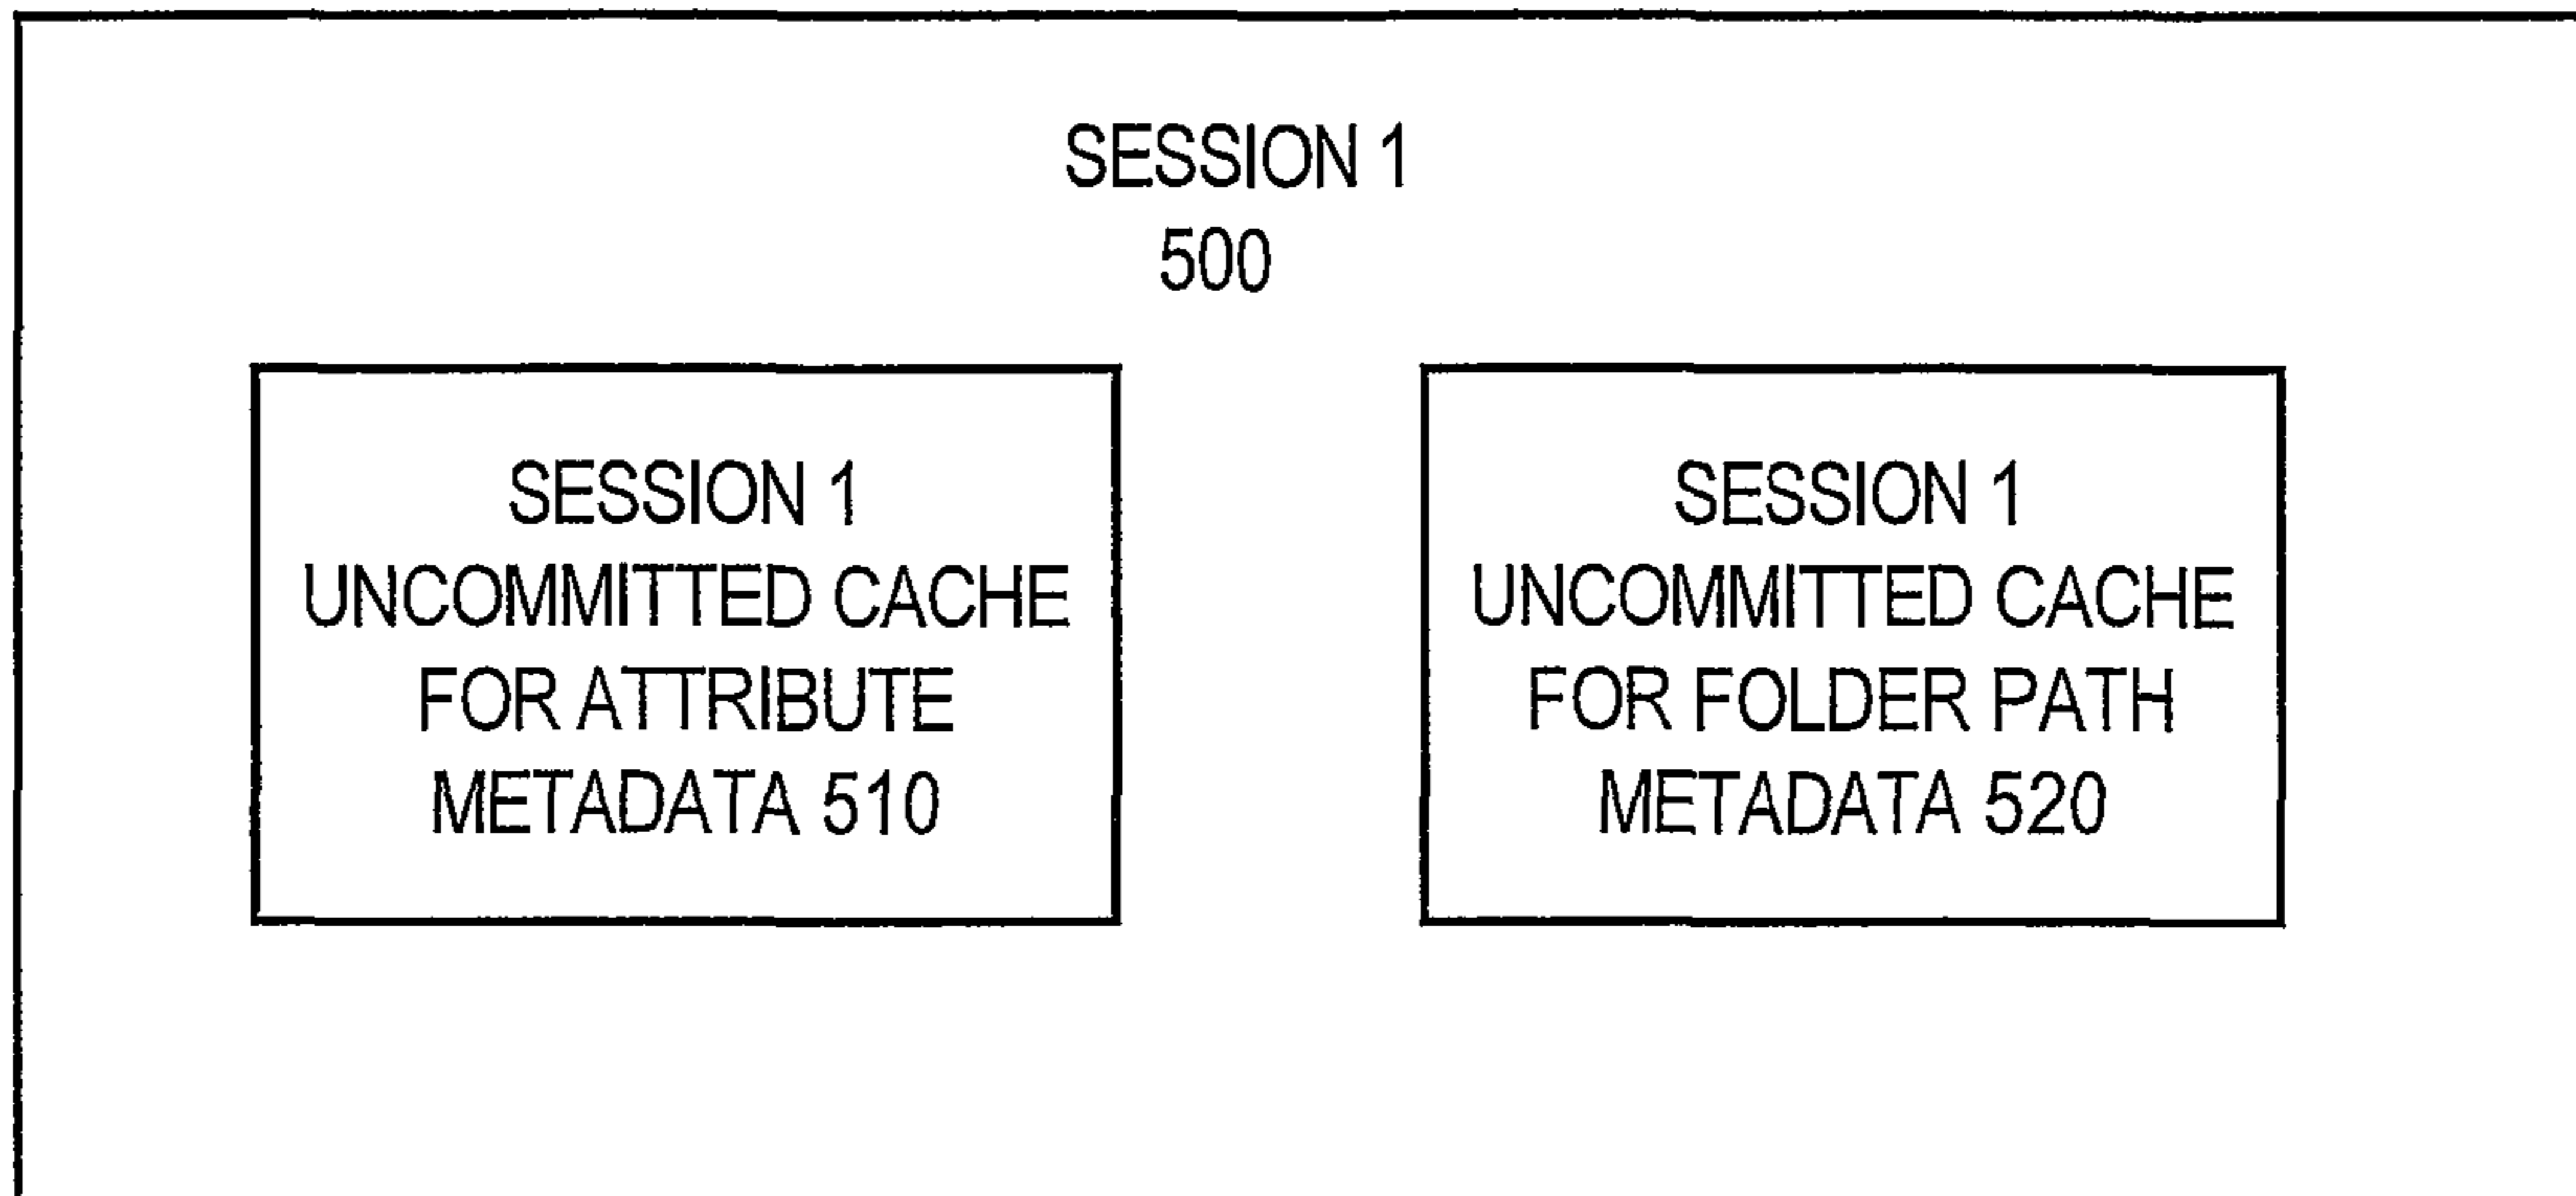 SESSION 1
500
SESSION 1
UNCOMMITTED CACHE
FOR ATTRIBUTE
METADATA 510
SESSION 1
UNCOMMITTED CACHE
FOR FOLDER PATH
METADATA 520